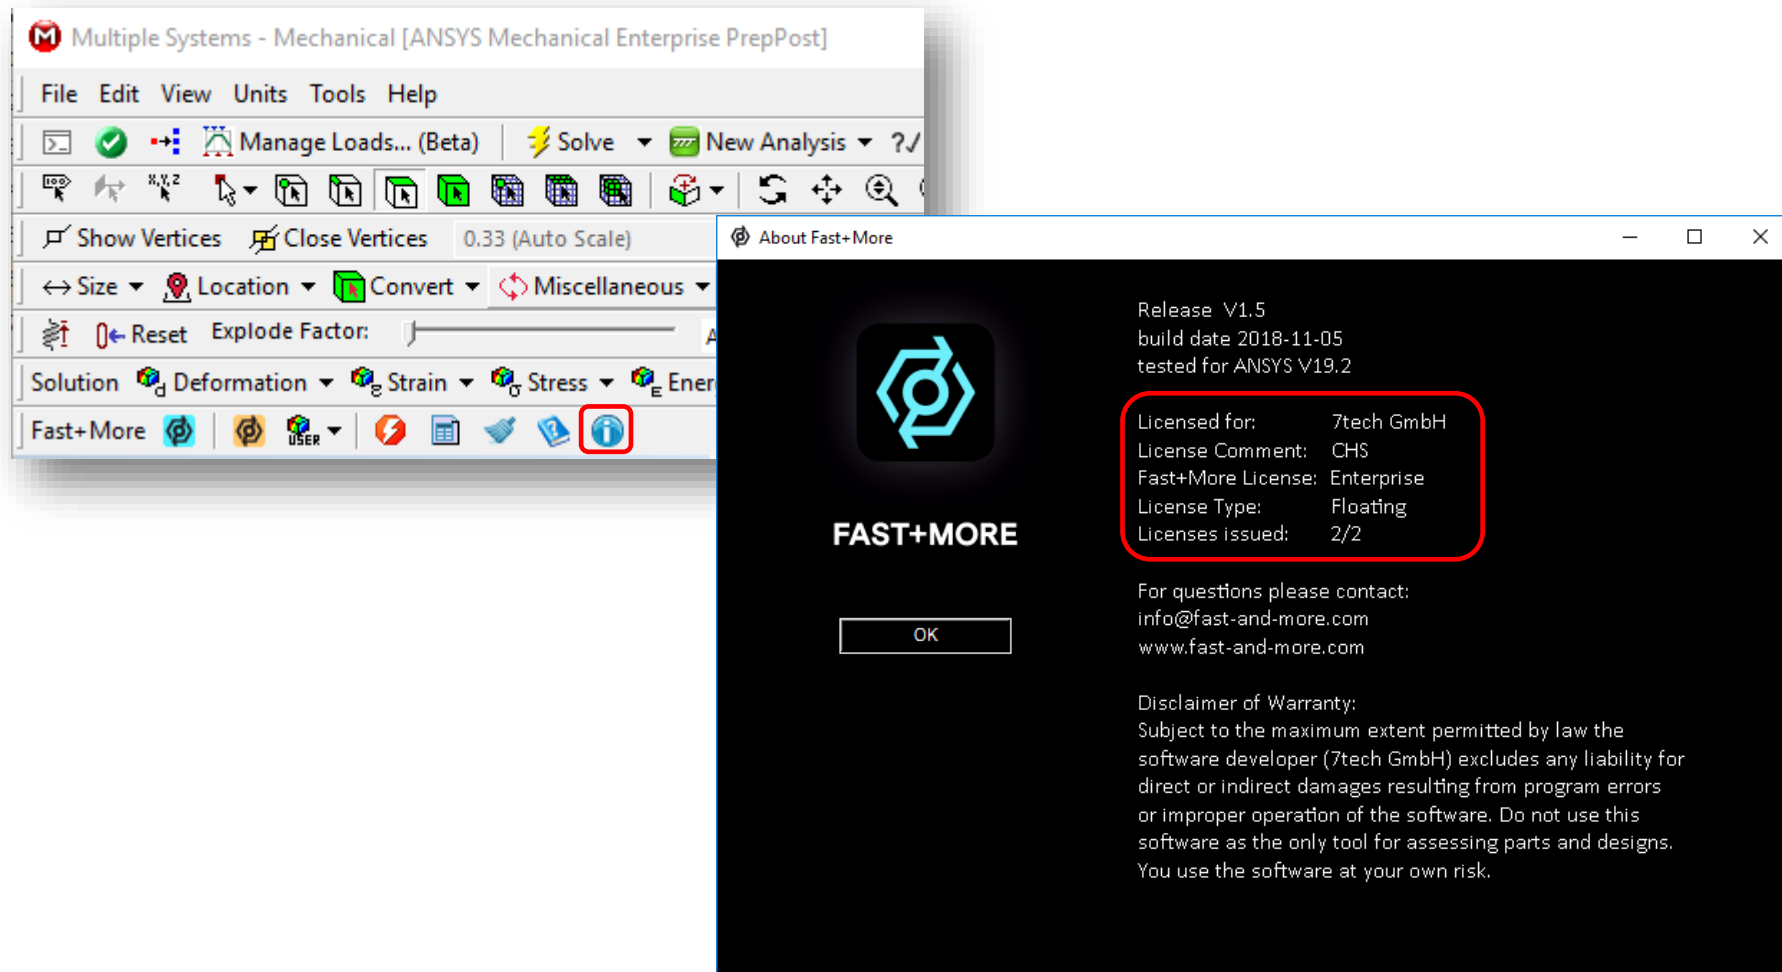 Multiple Systems - Mechanical [ANSYS Mechanical Enterprise PrepPost]
File Edit View Units Tools Help
Manage Loads... (Beta) Solve New Analysis ?✓
X,Y,Z
Show Vertices Close Vertices 0.33 (Auto Scale)
Size Location Convert Miscellaneous
Reset Explode Factor:
Solution Deformation Strain Stress
Fast+More USER
About Fast+More
FAST+MORE
OK
Release V1.5
build date 2018-11-05
tested for ANSYS V19.2
Licensed for: 7tech GmbH
License Comment: CHS
Fast+More License: Enterprise
License Type: Floating
Licenses issued: 2/2
For questions please contact:
info@fast-and-more.com
www.fast-and-more.com
Disclaimer of Warranty:
Subject to the maximum extent permitted by law the
software developer (7tech GmbH) excludes any liability for
direct or indirect damages resulting from program errors
or improper operation of the software. Do not use this
software as the only tool for assessing parts and designs.
You use the software at your own risk.